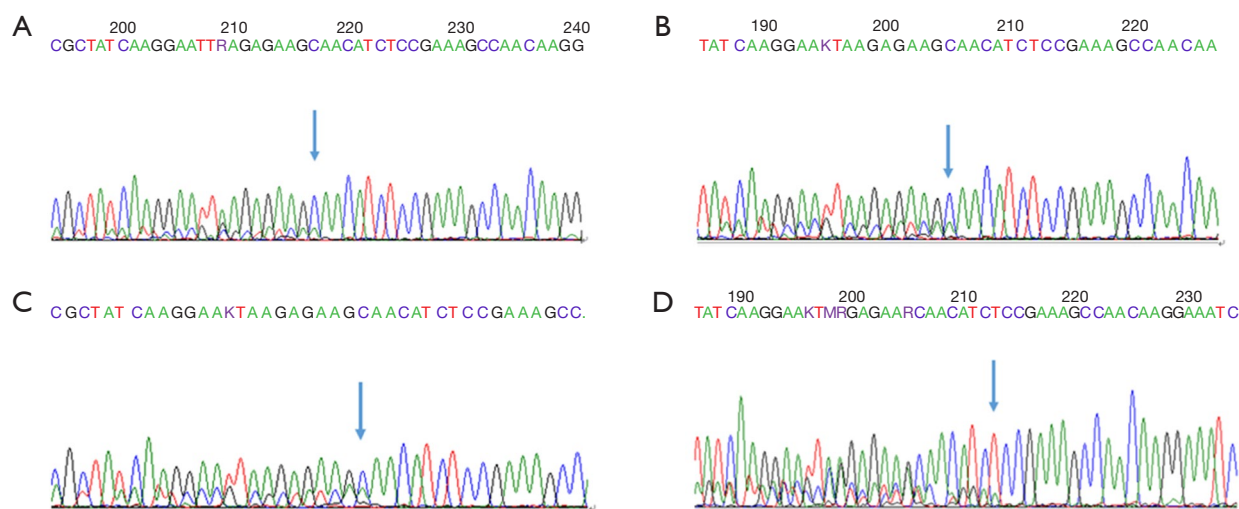 A
200 210 220 230 240
CGCTATCAAGGAATTRAGAGAAGCAACATCTCCGAAAGCCAACAAGG
B
190 200 210 220
TATCAAGGAAKTAAGAGAAGCAACATCTCCGAAAGCCAACAA
C
CGCTATCAAGGAAKTAAGAGAAGCAACATCTCCGAAAGCC.
D
190 200 210 220 230
TATCAAGGAAKTMRGAGAARCAACATCTCCGAAAGCCAACAAGGAAATC